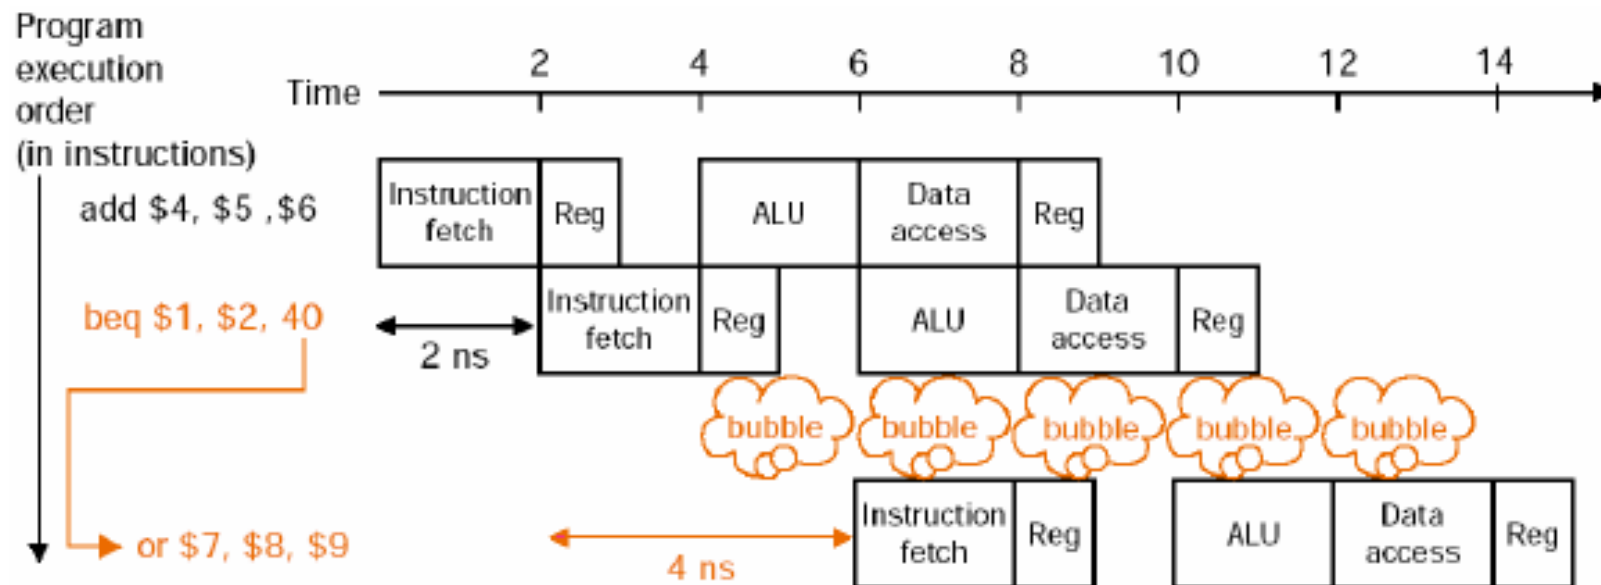 Program
execution
order
(in instructions)
Time
2 4 6 8 10 12 14
add $4, $5 ,$6
Instruction
fetch
Reg
ALU
Data
access
Reg
beq $1, $2, 40
2 ns
Instruction
fetch
Reg
ALU
Data
access
Reg
bubble bubble bubble bubble bubble
or $7, $8, $9
4 ns
Instruction
fetch
Reg
ALU
Data
access
Reg